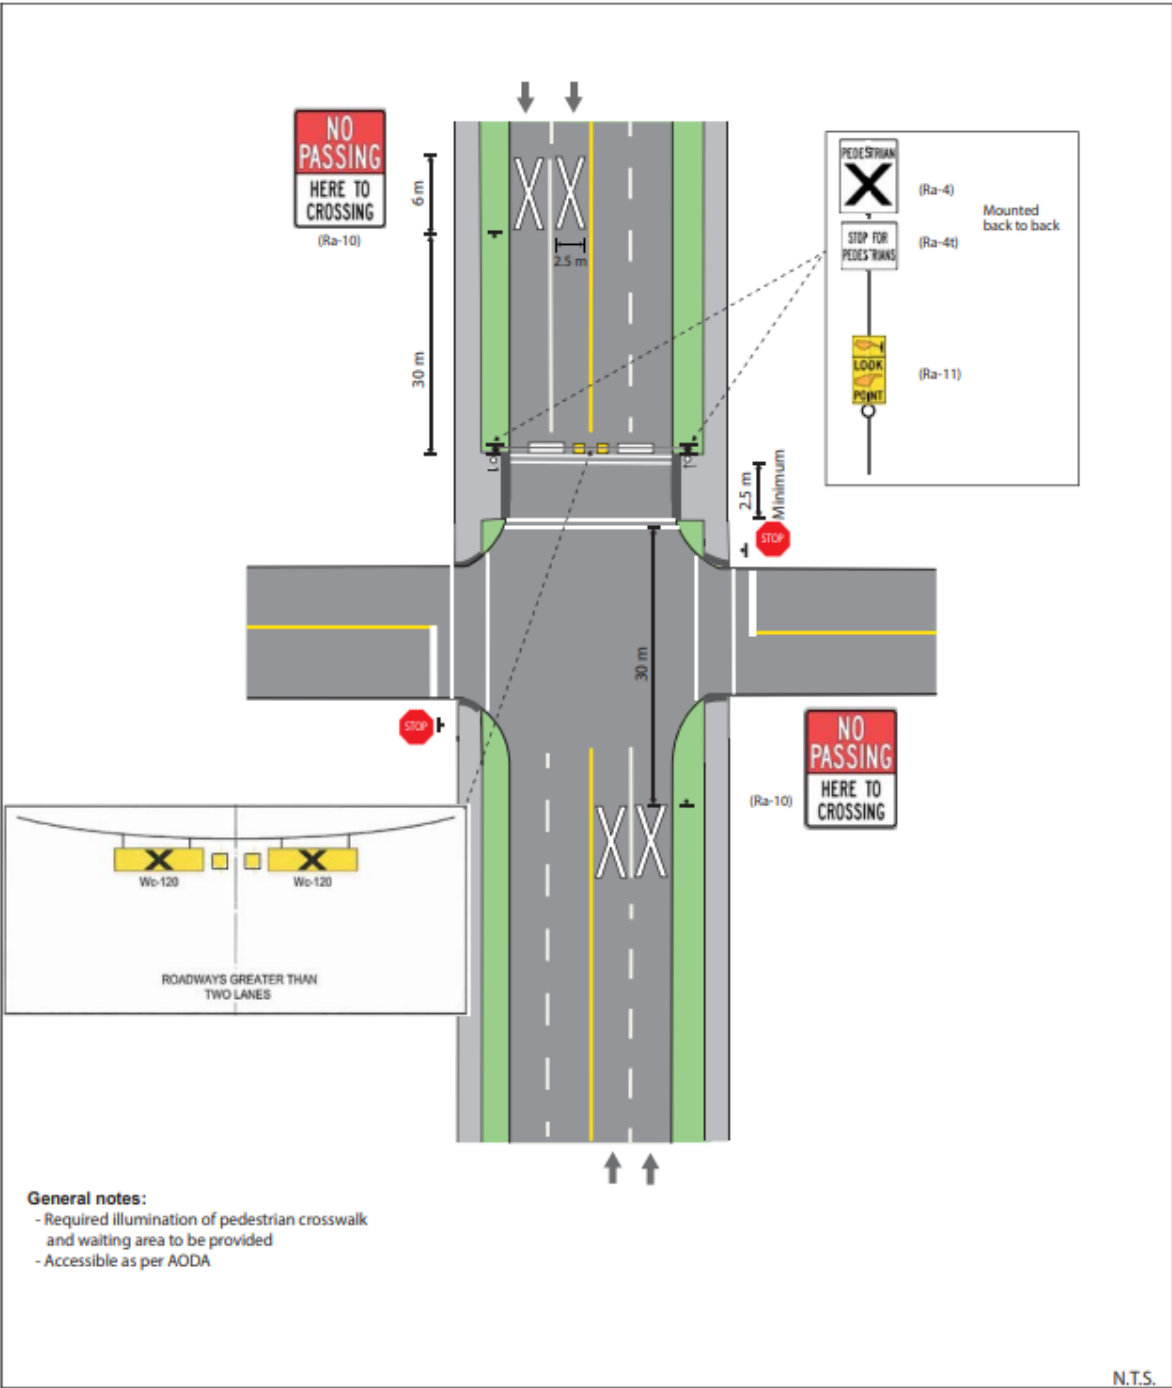 NO
PASSING
HERE TO
CROSSING
(Ra-10)
6 m
30 m
2.5 m
PEDESTRIAN
X
(Ra-4)
STOP FOR
PEDESTRIANS
(Ra-4t)
Mounted
back to back
LOOK
POINT
(Ra-11)
2.5 m
Minimum
STOP
30 m
STOP
NO
PASSING
HERE TO
CROSSING
(Ra-10)
X
X
Wc-120
Wc-120
ROADWAYS GREATER THAN
TWO LANES
General notes:
- Required illumination of pedestrian crosswalk
and waiting area to be provided
- Accessible as per AODA
N.T.S.